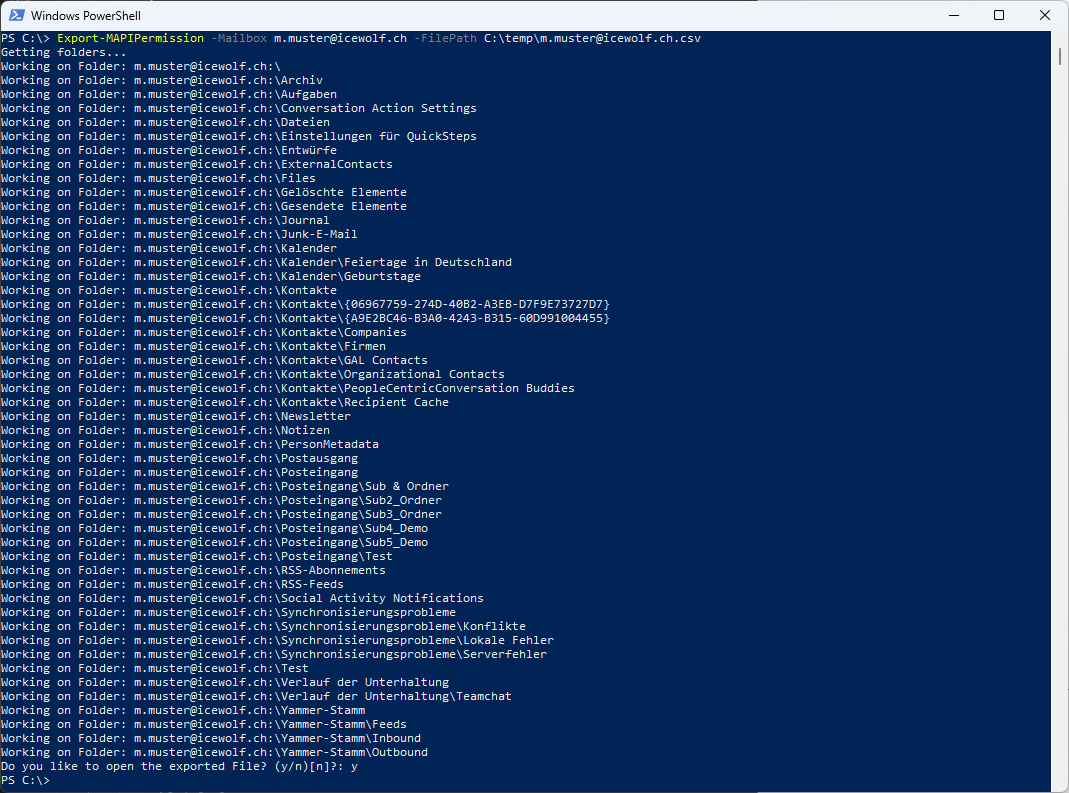 Windows PowerShell
PS C:\> Export-MAPIPermission -Mailbox m.muster@icewolf.ch -FilePath C:\temp\m.muster@icewolf.ch.csv
Getting folders...
Working on Folder: m.muster@icewolf.ch:\
Working on Folder: m.muster@icewolf.ch:\Archiv
Working on Folder: m.muster@icewolf.ch:\Aufgaben
Working on Folder: m.muster@icewolf.ch:\Conversation Action Settings
Working on Folder: m.muster@icewolf.ch:\Dateien
Working on Folder: m.muster@icewolf.ch:\Einstellungen für QuickSteps
Working on Folder: m.muster@icewolf.ch:\Entwürfe
Working on Folder: m.muster@icewolf.ch:\ExternalContacts
Working on Folder: m.muster@icewolf.ch:\Files
Working on Folder: m.muster@icewolf.ch:\Gelöschte Elemente
Working on Folder: m.muster@icewolf.ch:\Gesendete Elemente
Working on Folder: m.muster@icewolf.ch:\Journal
Working on Folder: m.muster@icewolf.ch:\Junk-E-Mail
Working on Folder: m.muster@icewolf.ch:\Kalender
Working on Folder: m.muster@icewolf.ch:\Kalender\Feiertage in Deutschland
Working on Folder: m.muster@icewolf.ch:\Kalender\Geburtstage
Working on Folder: m.muster@icewolf.ch:\Kontakte
Working on Folder: m.muster@icewolf.ch:\Kontakte\{06967759-274D-40B2-A3EB-D7F9E73727D7}
Working on Folder: m.muster@icewolf.ch:\Kontakte\{A9E2BC46-B3A0-4243-B315-60D991004455}
Working on Folder: m.muster@icewolf.ch:\Kontakte\Companies
Working on Folder: m.muster@icewolf.ch:\Kontakte\Firmen
Working on Folder: m.muster@icewolf.ch:\Kontakte\GAL Contacts
Working on Folder: m.muster@icewolf.ch:\Kontakte\Organizational Contacts
Working on Folder: m.muster@icewolf.ch:\Kontakte\PeopleCentricConversation Buddies
Working on Folder: m.muster@icewolf.ch:\Kontakte\Recipient Cache
Working on Folder: m.muster@icewolf.ch:\Newsletter
Working on Folder: m.muster@icewolf.ch:\Notizen
Working on Folder: m.muster@icewolf.ch:\PersonMetadata
Working on Folder: m.muster@icewolf.ch:\Postausgang
Working on Folder: m.muster@icewolf.ch:\Posteingang
Working on Folder: m.muster@icewolf.ch:\Posteingang\Sub & Ordner
Working on Folder: m.muster@icewolf.ch:\Posteingang\Sub2_Ordner
Working on Folder: m.muster@icewolf.ch:\Posteingang\Sub3_Ordner
Working on Folder: m.muster@icewolf.ch:\Posteingang\Sub4_Demo
Working on Folder: m.muster@icewolf.ch:\Posteingang\Sub5_Demo
Working on Folder: m.muster@icewolf.ch:\Posteingang\Test
Working on Folder: m.muster@icewolf.ch:\RSS-Abonnements
Working on Folder: m.muster@icewolf.ch:\RSS-Feeds
Working on Folder: m.muster@icewolf.ch:\Social Activity Notifications
Working on Folder: m.muster@icewolf.ch:\Synchronisierungsprobleme
Working on Folder: m.muster@icewolf.ch:\Synchronisierungsprobleme\Konflikte
Working on Folder: m.muster@icewolf.ch:\Synchronisierungsprobleme\Lokale Fehler
Working on Folder: m.muster@icewolf.ch:\Synchronisierungsprobleme\Serverfehler
Working on Folder: m.muster@icewolf.ch:\Test
Working on Folder: m.muster@icewolf.ch:\Verlauf der Unterhaltung
Working on Folder: m.muster@icewolf.ch:\Verlauf der Unterhaltung\Teamchat
Working on Folder: m.muster@icewolf.ch:\Yammer-Stamm
Working on Folder: m.muster@icewolf.ch:\Yammer-Stamm\Feeds
Working on Folder: m.muster@icewolf.ch:\Yammer-Stamm\Inbound
Working on Folder: m.muster@icewolf.ch:\Yammer-Stamm\Outbound
Do you like to open the exported File? (y/n)[n]?: y
PS C:\>